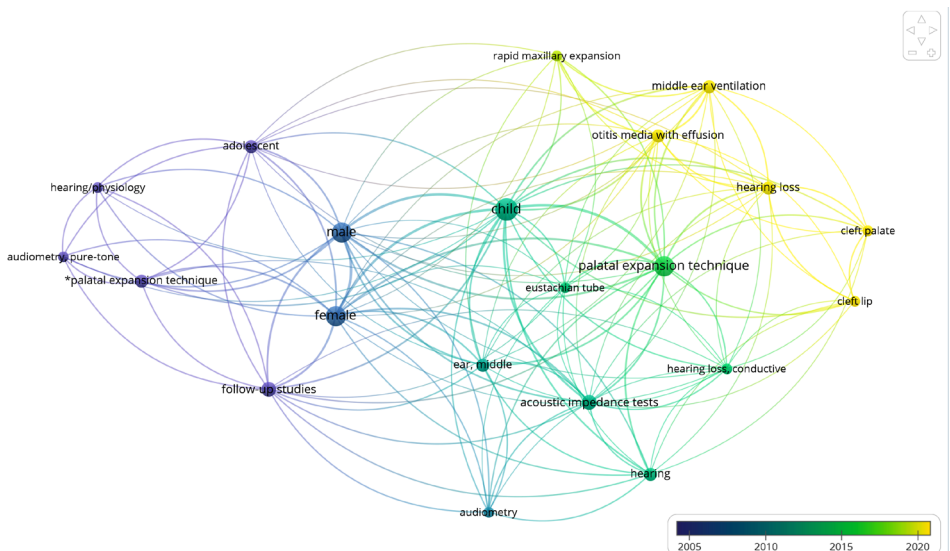 rapid maxillary expansion
middle ear ventilation
otitis media with effusion
adolescent
hearing/physiology
hearing loss
child
male
cleft palate
audiometry, pure-tone
palatal expansion technique
*palatal expansion technique
eustachian tube
cleft lip
female
ear, middle
hearing loss, conductive
follow-up studies
acoustic impedance tests
hearing
audiometry
2005 2010 2015 2020